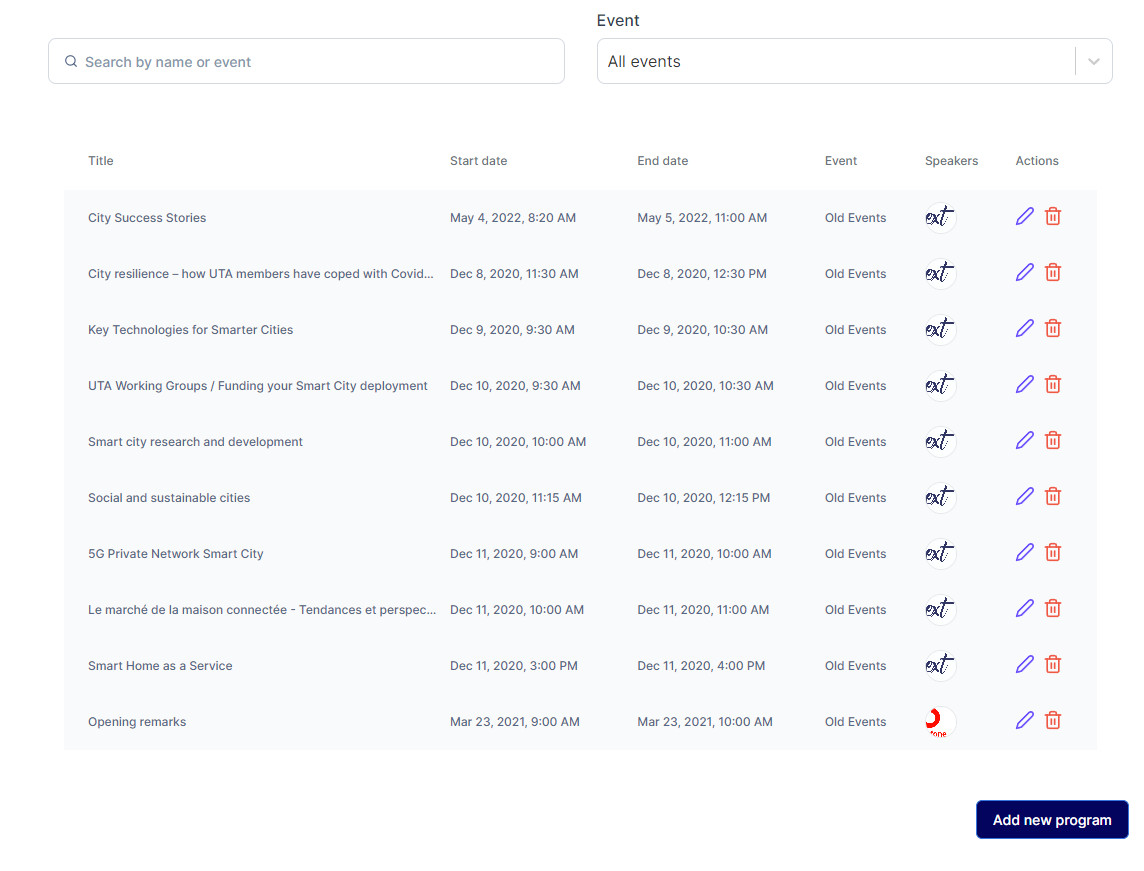 Event
Search by name or event
All events
Title Start date End date Event Speakers Actions
City Success Stories May 4, 2022, 8:20 AM May 5, 2022, 11:00 AM Old Events ext
City resilience – how UTA members have coped with Covid... Dec 8, 2020, 11:30 AM Dec 8, 2020, 12:30 PM Old Events ext
Key Technologies for Smarter Cities Dec 9, 2020, 9:30 AM Dec 9, 2020, 10:30 AM Old Events ext
UTA Working Groups / Funding your Smart City deployment Dec 10, 2020, 9:30 AM Dec 10, 2020, 10:30 AM Old Events ext
Smart city research and development Dec 10, 2020, 10:00 AM Dec 10, 2020, 11:00 AM Old Events ext
Social and sustainable cities Dec 10, 2020, 11:15 AM Dec 10, 2020, 12:15 PM Old Events ext
5G Private Network Smart City Dec 11, 2020, 9:00 AM Dec 11, 2020, 10:00 AM Old Events ext
Le marché de la maison connectée - Tendances et perspec... Dec 11, 2020, 10:00 AM Dec 11, 2020, 11:00 AM Old Events ext
Smart Home as a Service Dec 11, 2020, 3:00 PM Dec 11, 2020, 4:00 PM Old Events ext
Opening remarks Mar 23, 2021, 9:00 AM Mar 23, 2021, 10:00 AM Old Events
Add new program